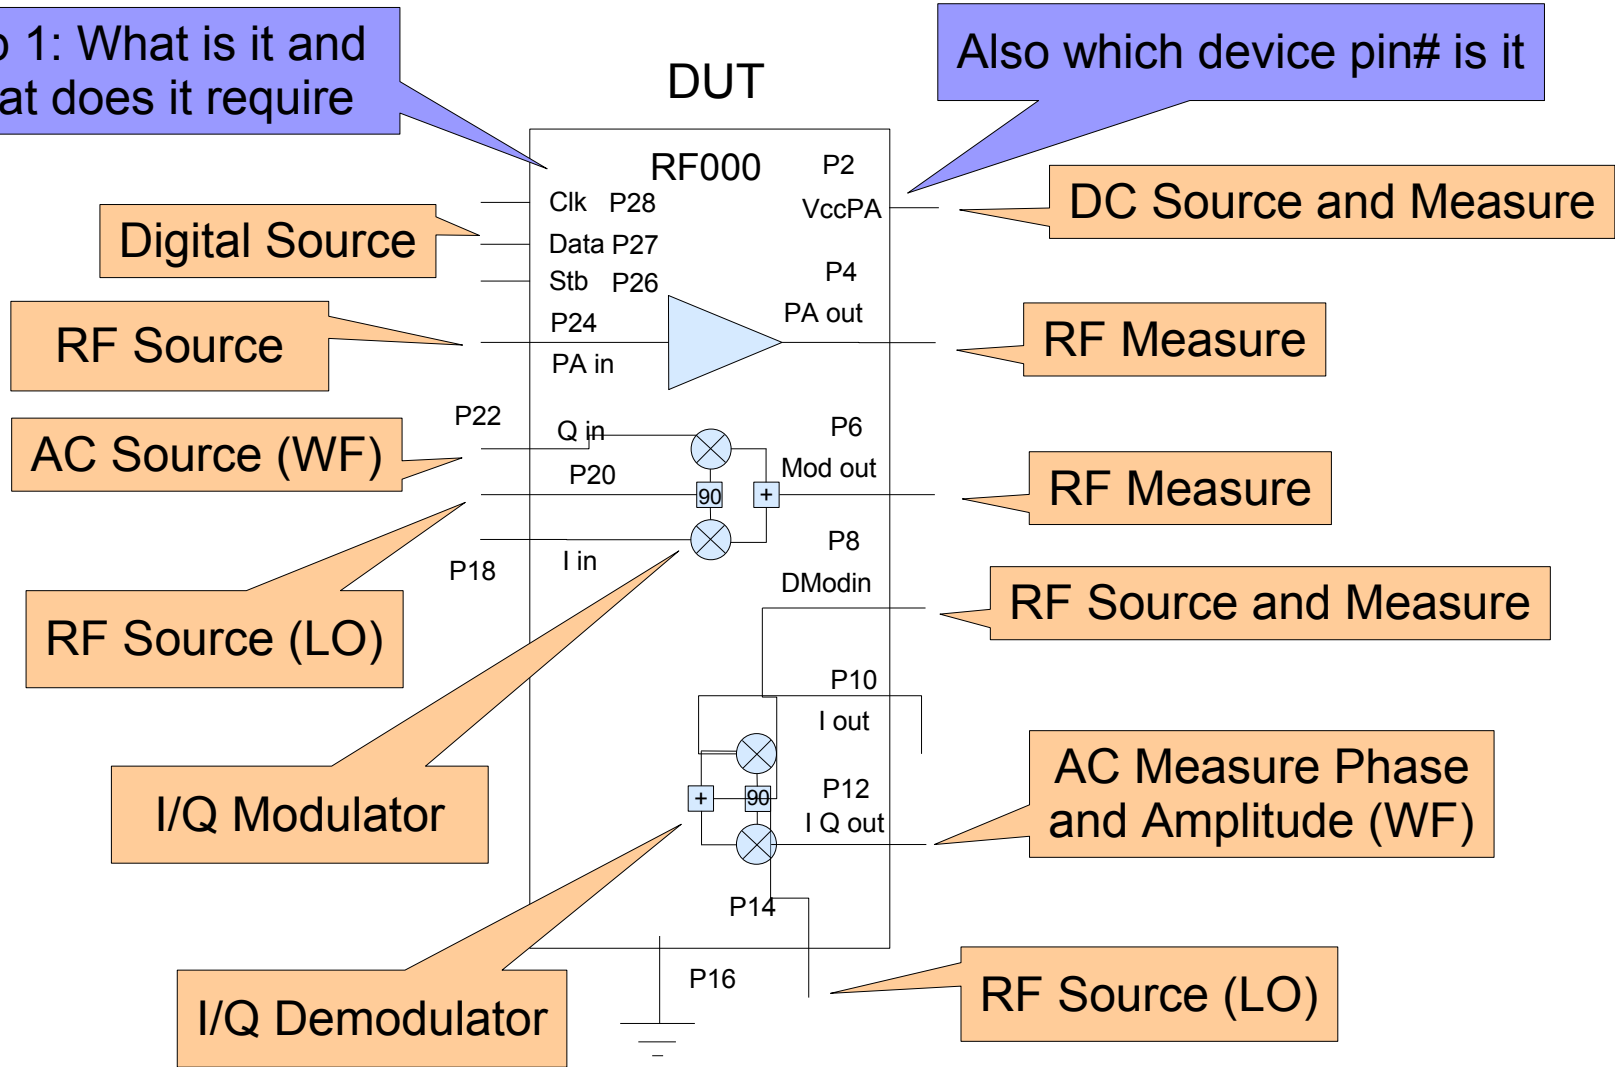 1: What is it and
does it require
DUT
Also which device pin# is it
RF000
P2
Clk P28
VccPA
DC Source and Measure
Digital Source
Data P27
Stb P26
P4
PA out
RF Source
P24
PA in
RF Measure
P22
Q in
P6
AC Source (WF)
P20
Mod out
90
+
RF Measure
P18
I in
P8
DModin
RF Source (LO)
RF Source and Measure
P10
I out
I/Q Modulator
+
90
P12
I Q out
AC Measure Phase
and Amplitude (WF)
P14
I/Q Demodulator
P16
RF Source (LO)